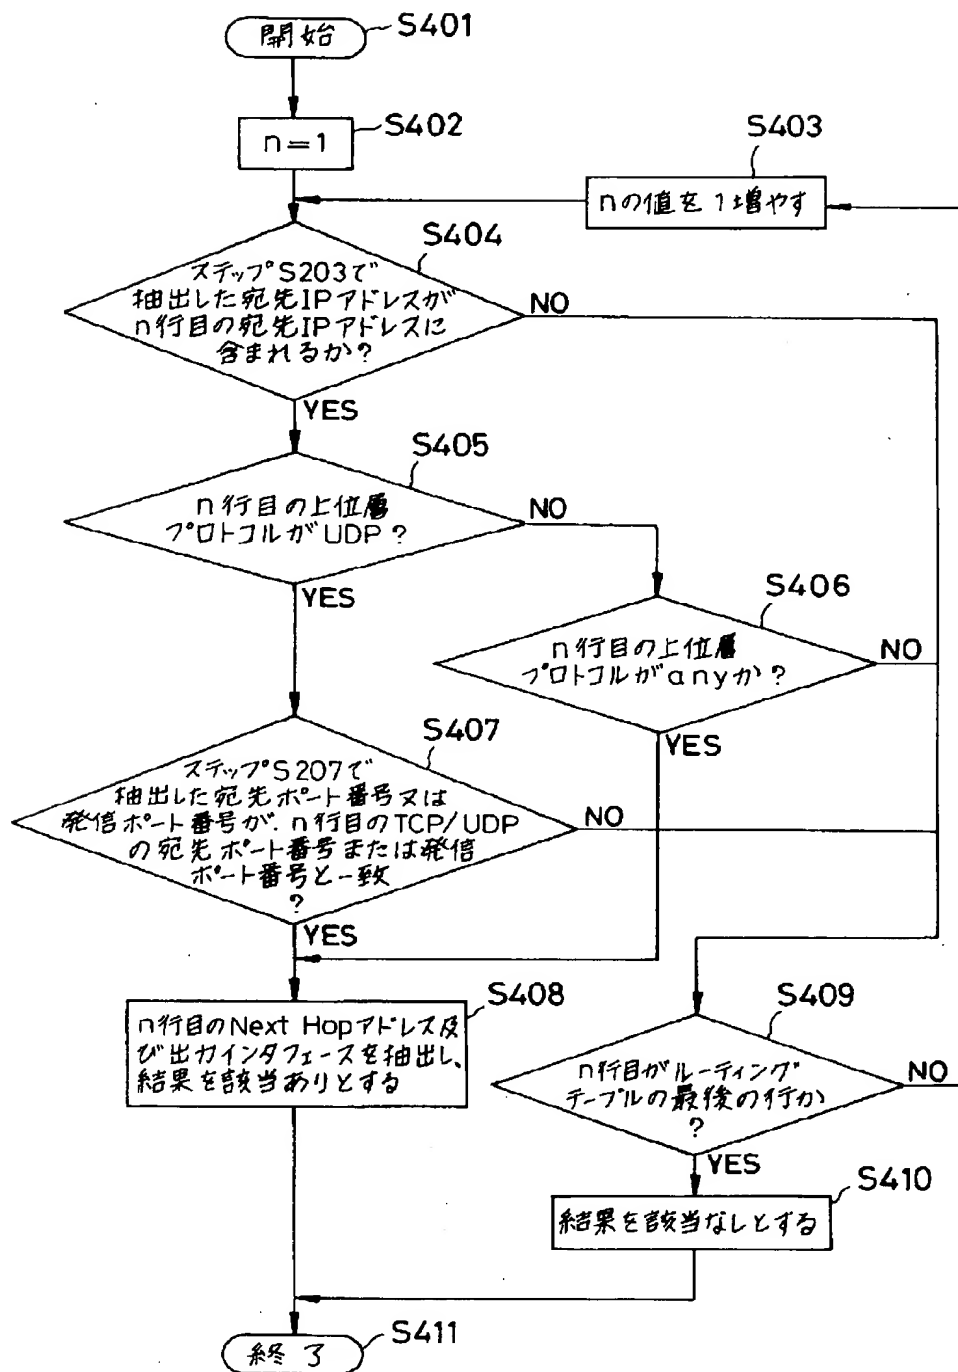 開始
S401
n=1
S402
S403
nの値を1増やす
S404
ステップS203で
抽出した宛先IPアドレスが
n行目の宛先IPアドレスに
含まれるか?
NO
YES
S405
n行目の上位層
プロトコルがUDP?
NO
YES
S406
n行目の上位層
プロトコルがanyか?
NO
YES
S407
ステップS207で
抽出した宛先ポート番号又は
発信ポート番号が、n行目のTCP/UDP
の宛先ポート番号または発信
ポート番号と一致
?
NO
YES
S408
n行目のNext Hopアドレス及
び出力インタフェースを抽出し、
結果を該当ありとする
S409
n行目がルーティング
テーブルの最後の行か
?
NO
YES
S410
結果を該当なしとする
終了
S411